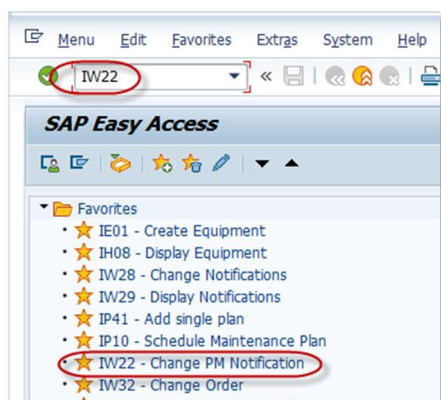 Menu Edit Favorites Extras System Help
IW22
SAP Easy Access
Favorites
IE01 - Create Equipment
IH08 - Display Equipment
IW28 - Change Notifications
IW29 - Display Notifications
IP41 - Add single plan
IP10 - Schedule Maintenance Plan
IW22 - Change PM Notification
IW32 - Change Order